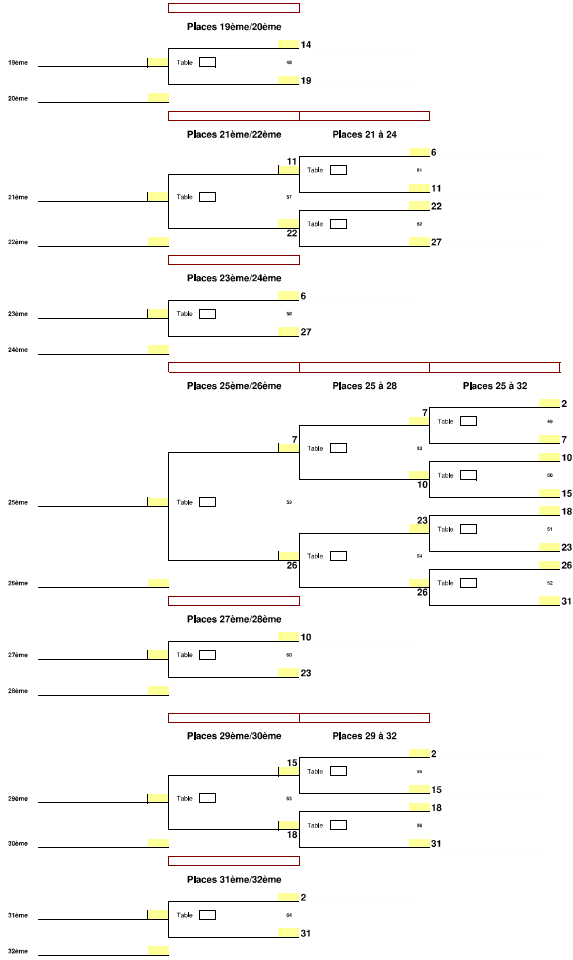 Places 19ème/20ème
14
19ème Table 48
19
20ème
Places 21ème/22ème Places 21 à 24
6
11 Table 61
11
21ème Table 57
22
22 Table 62
22ème 27
Places 23ème/24ème
6
23ème Table 58
27
24ème
Places 25ème/26ème Places 25 à 28 Places 25 à 32
2
7 Table 49
7 7
Table 53
10
10 Table 50
15
25ème Table 59
18
23 Table 51
23
Table 54
26 26
26 Table 52
26ème
31
Places 27ème/28ème
10
27ème Table 60
23
28ème
Places 29ème/30ème Places 29 à 32
2
15 Table 55
15
29ème Table 63
18
18 Table 56
30ème 31
Places 31ème/32ème
2
31ème Table 64
31
32ème